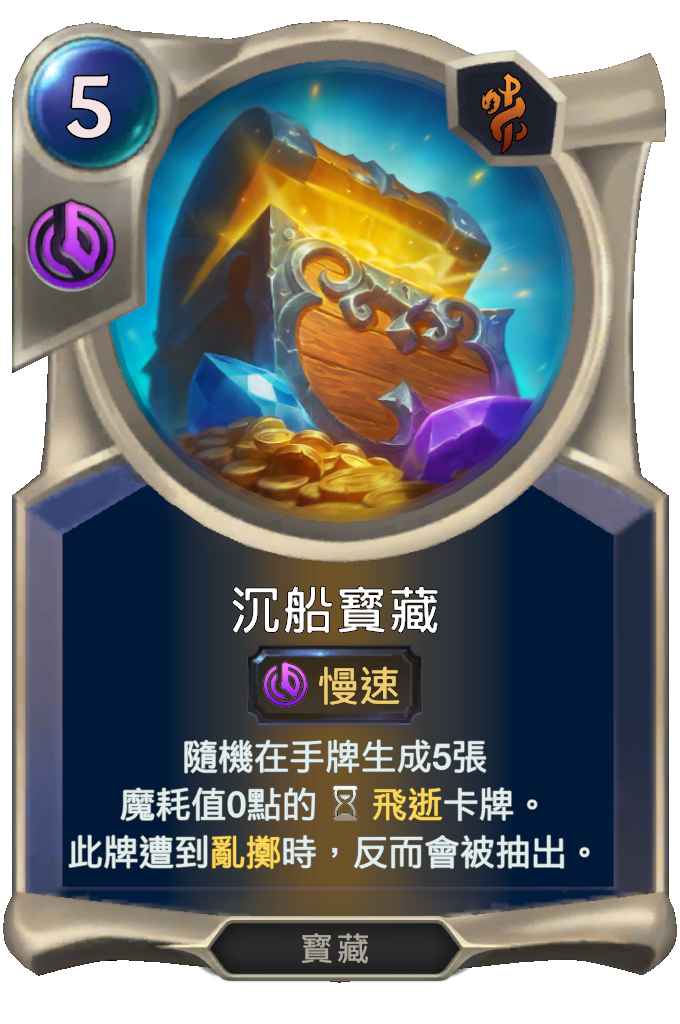 5
沉船寶藏
慢速
隨機在手牌生成5張
魔耗值0點的 飛逝卡牌。
此牌遭到亂擲時，反而會被抽出。
寶藏